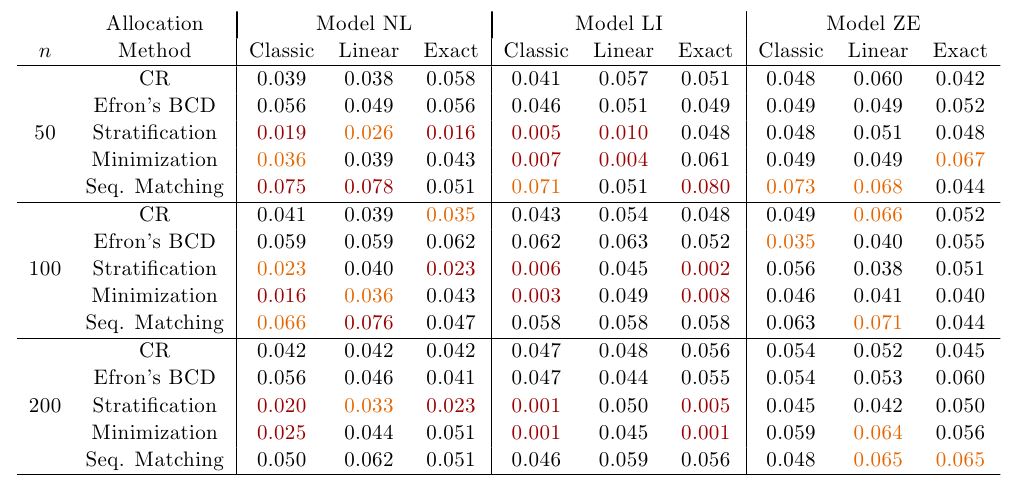 Allocation Model NL Model LI Model ZE
n Method Classic Linear Exact Classic Linear Exact Classic Linear Exact
CR 0.039 0.038 0.058 0.041 0.057 0.051 0.048 0.060 0.042
Efron's BCD 0.056 0.049 0.056 0.046 0.051 0.049 0.049 0.049 0.052
50 Stratification 0.019 0.026 0.016 0.005 0.010 0.048 0.048 0.051 0.048
Minimization 0.036 0.039 0.043 0.007 0.004 0.061 0.049 0.049 0.067
Seq. Matching 0.075 0.078 0.051 0.071 0.051 0.080 0.073 0.068 0.044
CR 0.041 0.039 0.035 0.043 0.054 0.048 0.049 0.066 0.052
Efron's BCD 0.059 0.059 0.062 0.062 0.063 0.052 0.035 0.040 0.055
100 Stratification 0.023 0.040 0.023 0.006 0.045 0.002 0.056 0.038 0.051
Minimization 0.016 0.036 0.043 0.003 0.049 0.008 0.046 0.041 0.040
Seq. Matching 0.066 0.076 0.047 0.058 0.058 0.058 0.063 0.071 0.044
CR 0.042 0.042 0.042 0.047 0.048 0.056 0.054 0.052 0.045
Efron's BCD 0.056 0.046 0.041 0.047 0.044 0.055 0.054 0.053 0.060
200 Stratification 0.020 0.033 0.023 0.001 0.050 0.005 0.045 0.042 0.050
Minimization 0.025 0.044 0.051 0.001 0.045 0.001 0.059 0.064 0.056
Seq. Matching 0.050 0.062 0.051 0.046 0.059 0.056 0.048 0.065 0.065